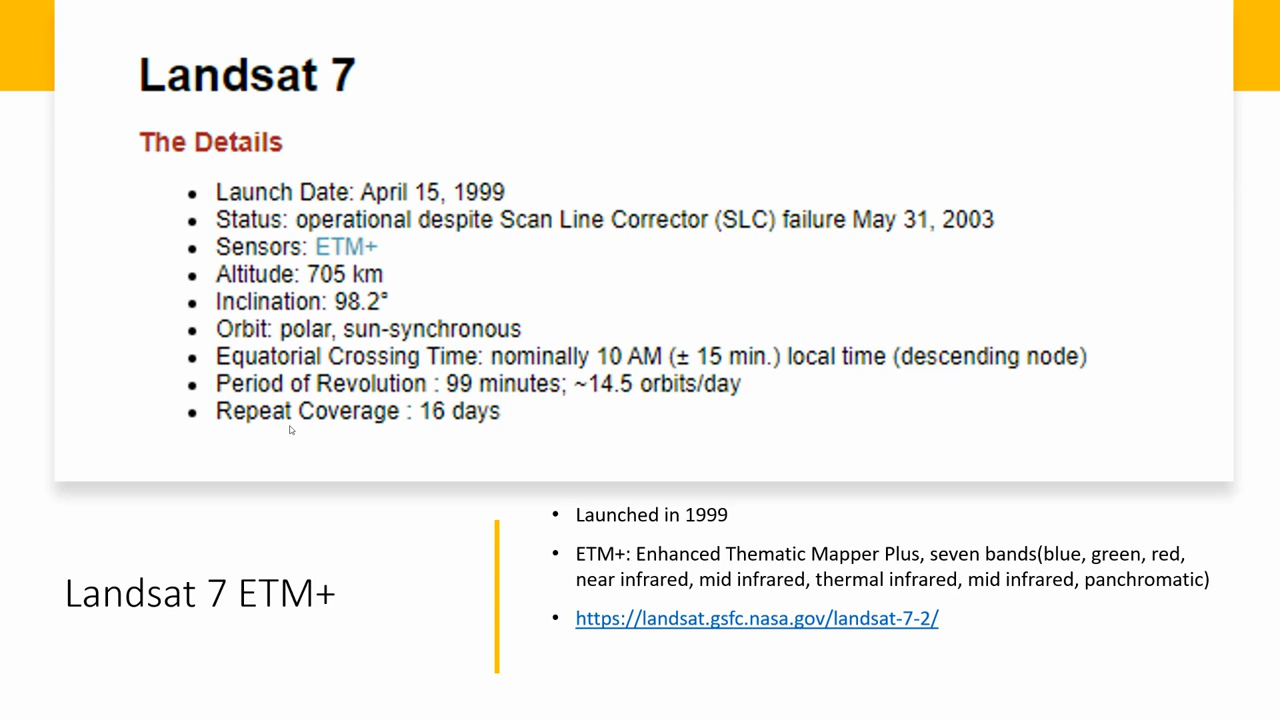 Landsat 7
The Details
• Launch Date: April 15, 1999
• Status: operational despite Scan Line Corrector (SLC) failure May 31, 2003
• Sensors: ETM+
• Altitude: 705 km
• Inclination: 98.2°
• Orbit: polar, sun-synchronous
• Equatorial Crossing Time: nominally 10 AM (± 15 min.) local time (descending node)
• Period of Revolution : 99 minutes; ~14.5 orbits/day
• Repeat Coverage : 16 days
Landsat 7 ETM+
• Launched in 1999
• ETM+: Enhanced Thematic Mapper Plus, seven bands(blue, green, red,
near infrared, mid infrared, thermal infrared, mid infrared, panchromatic)
• https://landsat.gsfc.nasa.gov/landsat-7-2/